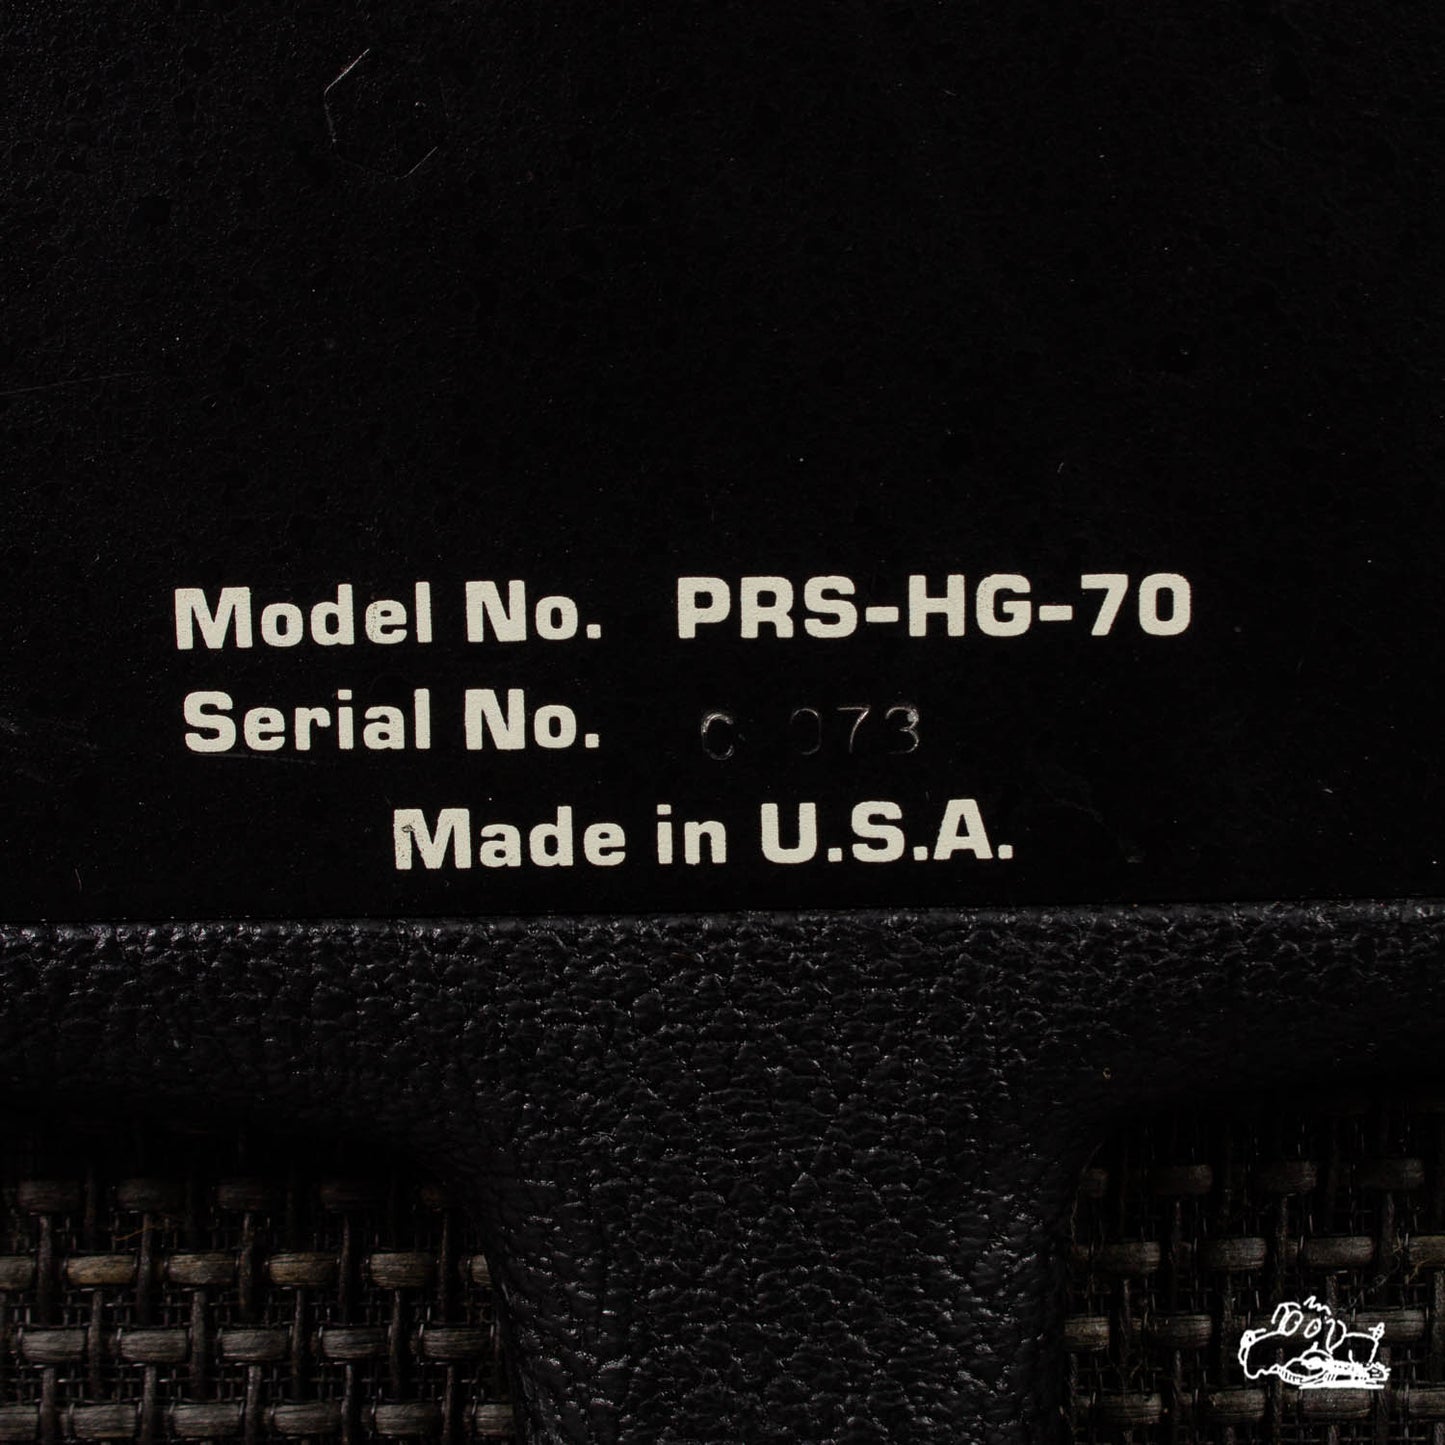 Model No. PRS-HG-70
Serial No.
Made in U.S.A.